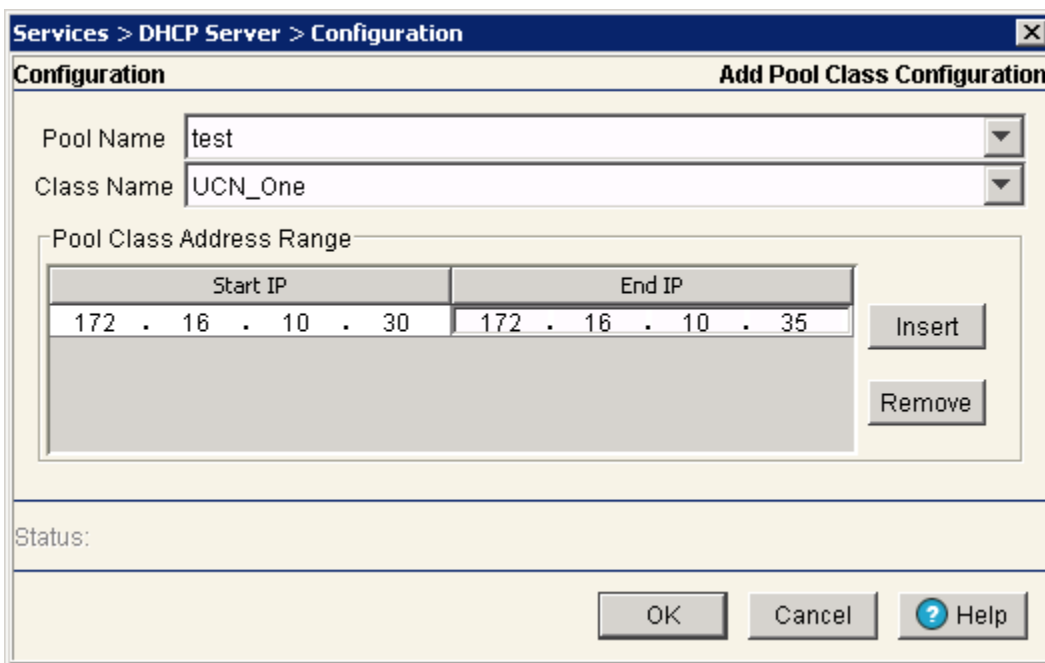 Services > DHCP Server > Configuration
Configuration Add Pool Class Configuration
Pool Name test
Class Name UCN_One
Pool Class Address Range
Start IP End IP
172 . 16 . 10 . 30 172 . 16 . 10 . 35
Insert
Remove
Status:
OK Cancel ? Help